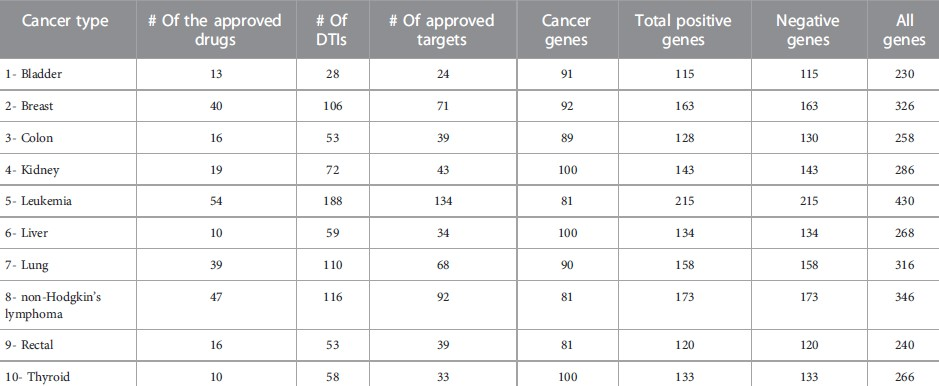 Cancer type # Of the approved drugs # Of DTIs # Of approved targets Cancer genes Total positive genes Negative genes All genes
1- Bladder 13 28 24 91 115 115 230
2- Breast 40 106 71 92 163 163 326
3- Colon 16 53 39 89 128 130 258
4- Kidney 19 72 43 100 143 143 286
5- Leukemia 54 188 134 81 215 215 430
6- Liver 10 59 34 100 134 134 268
7- Lung 39 110 68 90 158 158 316
8- non-Hodgkin's lymphoma 47 116 92 81 173 173 346
9- Rectal 16 53 39 81 120 120 240
10- Thyroid 10 58 33 100 133 133 266